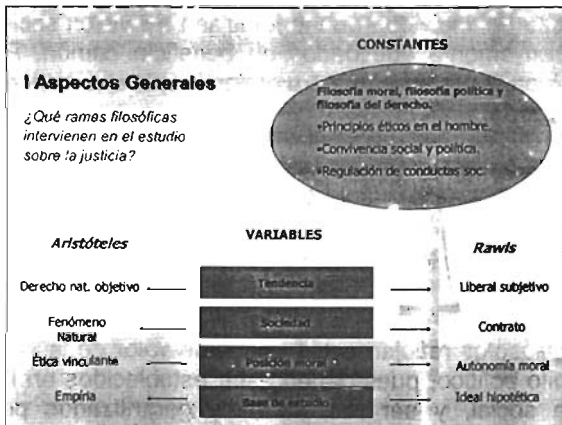 CONSTANTES
I Aspectos Generales
¿Qué ramas filosóficas
intervienen en el estudio
sobre la justicia?
Filosofía moral, filosofía política y
filosofía del derecho.
•Principios éticos en el hombre.
•Convivencia social y política.
•Regulación de conductas soc.
Aristóteles
VARIABLES
Rawls
Derecho nat. objetivo
Tendencia
Liberal subjetivo
Fenómeno
Natural
Sociedad
Contrato
Ética vinculante
Posición moral
Autonomía moral
Empiria
Base de estudio
Ideal hipotética